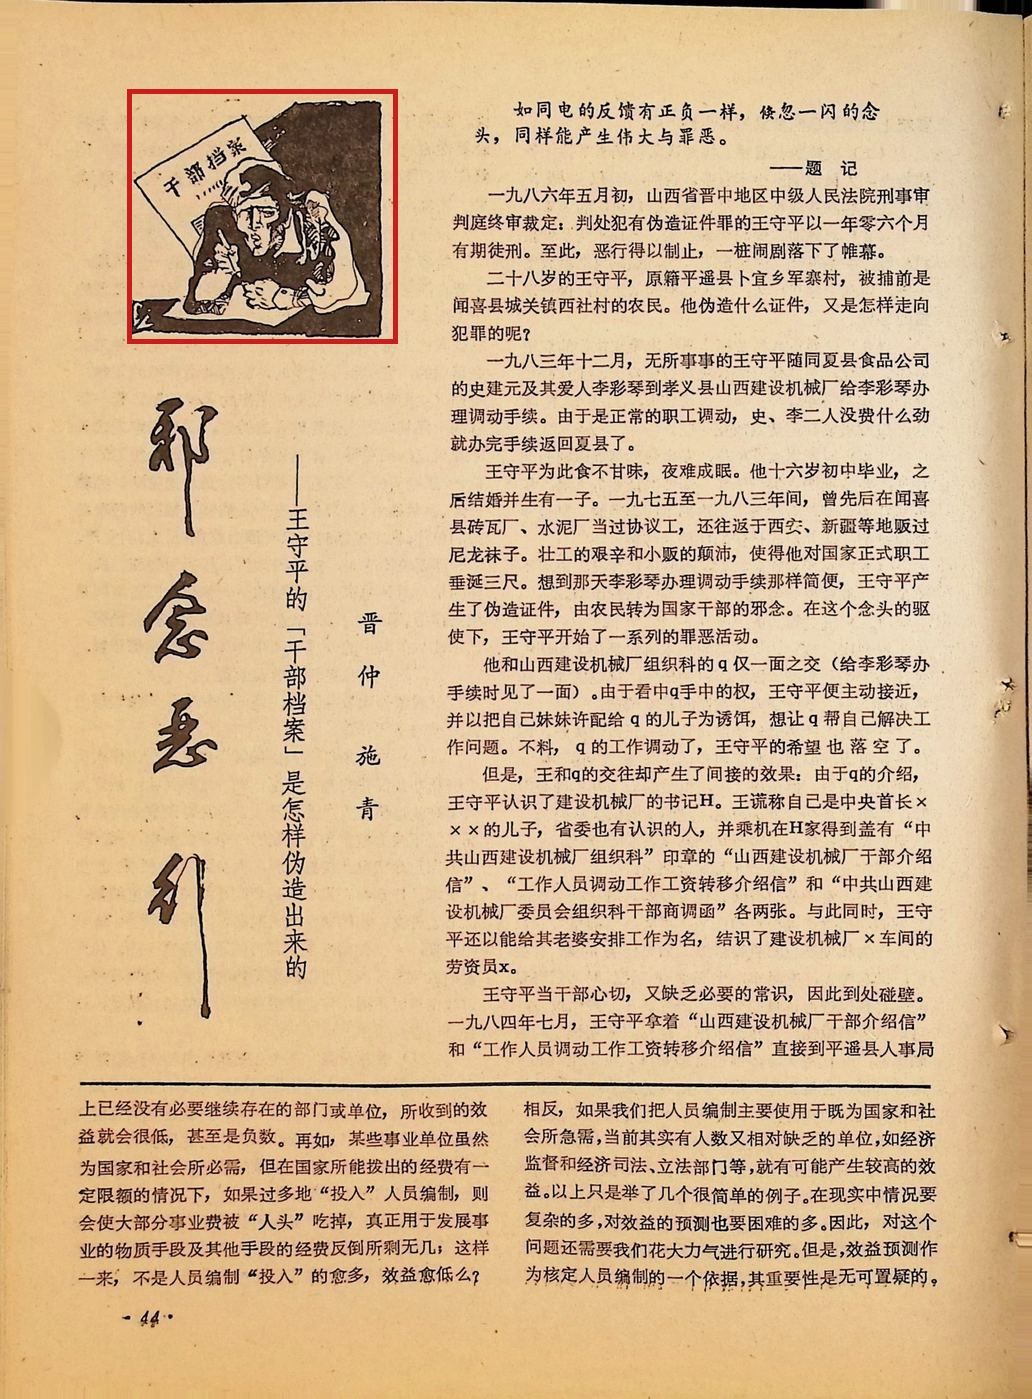 干部档案
邪念恶行
——王守平的「干部档案」是怎样伪造出来的
晋仲 施青
如同电的反馈有正负一样，倏忽一闪的念
头，同样能产生伟大与罪恶。
——题 记
一九八六年五月初，山西省晋中地区中级人民法院刑事审
判庭终审裁定：判处犯有伪造证件罪的王守平以一年零六个月
有期徒刑。至此，恶行得以制止，一桩闹剧落下了帷幕。
二十八岁的王守平，原籍平遥县卜宜乡军寨村，被捕前是
闻喜县城关镇西社村的农民。他伪造什么证件，又是怎样走向
犯罪的呢？
一九八三年十二月，无所事事的王守平随同夏县食品公司
的史建元及其爱人李彩琴到孝义县山西建设机械厂给李彩琴办
理调动手续。由于是正常的职工调动，史、李二人没费什么劲
就办完手续返回夏县了。
王守平为此食不甘味，夜难成眠。他十六岁初中毕业，之
后结婚并生有一子。一九七五至一九八三年间，曾先后在闻喜
县砖瓦厂、水泥厂当过协议工，还往返于西安、新疆等地贩过
尼龙袜子。壮工的艰辛和小贩的颠沛，使得他对国家正式职工
垂涎三尺。想到那天李彩琴办理调动手续那样简便，王守平产
生了伪造证件，由农民转为国家干部的邪念。在这个念头的驱
使下，王守平开始了一系列的罪恶活动。
他和山西建设机械厂组织科的q仅一面之交（给李彩琴办
手续时见了一面）。由于看中q手中的权，王守平便主动接近，
并以把自己妹妹许配给q的儿子为诱饵，想让q帮自己解决工
作问题。不料，q的工作调动了，王守平的希望也落空了。
但是，王和q的交往却产生了间接的效果：由于q的介绍，
王守平认识了建设机械厂的书记H。王谎称自己是中央首长×
××的儿子，省委也有认识的人，并乘机在H家得到盖有“中
共山西建设机械厂组织科”印章的“山西建设机械厂干部介绍
信”、“工作人员调动工作工资转移介绍信”和“中共山西建
设机械厂委员会组织科干部商调函”各两张。与此同时，王守
平还以能给其老婆安排工作为名，结识了建设机械厂×车间的
劳资员x。
王守平当干部心切，又缺乏必要的常识，因此到处碰壁。
一九八四年七月，王守平拿着“山西建设机械厂干部介绍信”
和“工作人员调动工作工资转移介绍信”直接到平遥县人事局
上已经没有必要继续存在的部门或单位，所收到的效
益就会很低，甚至是负数。再如，某些事业单位虽然
为国家和社会所必需，但在国家所能拨出的经费有一
定限额的情况下，如果过多地“投入”人员编制，则
会使大部分事业费被“人头”吃掉，真正用于发展事
业的物质手段及其他手段的经费反倒所剩无几；这样
一来，不是人员编制“投入”的愈多，效益愈低么？
相反，如果我们把人员编制主要使用于既为国家和社
会所急需，当前其实有人数又相对缺乏的单位，如经济
监督和经济司法、立法部门等，就有可能产生较高的效
益。以上只是举了几个很简单的例子。在现实中情况要
复杂的多，对效益的预测也要困难的多。因此，对这个
问题还需要我们花大力气进行研究。但是，效益预测作
为核定人员编制的一个依据，其重要性是无可置疑的。
·44·